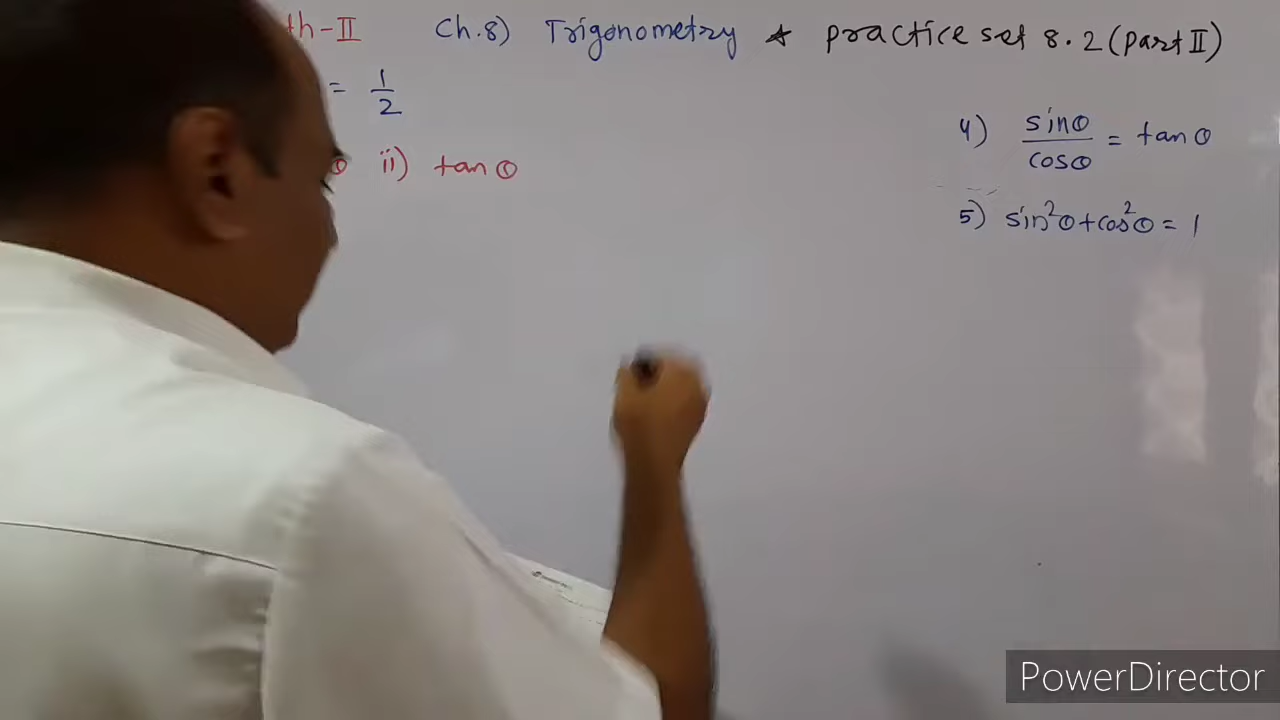 th-II Ch.8) Trigonometry ★ practice set 8.2 (part II)
= 1/2
θ ii) tan θ
4) sinθ/cosθ = tan θ
5) sin²θ + cos²θ = 1
PowerDirector